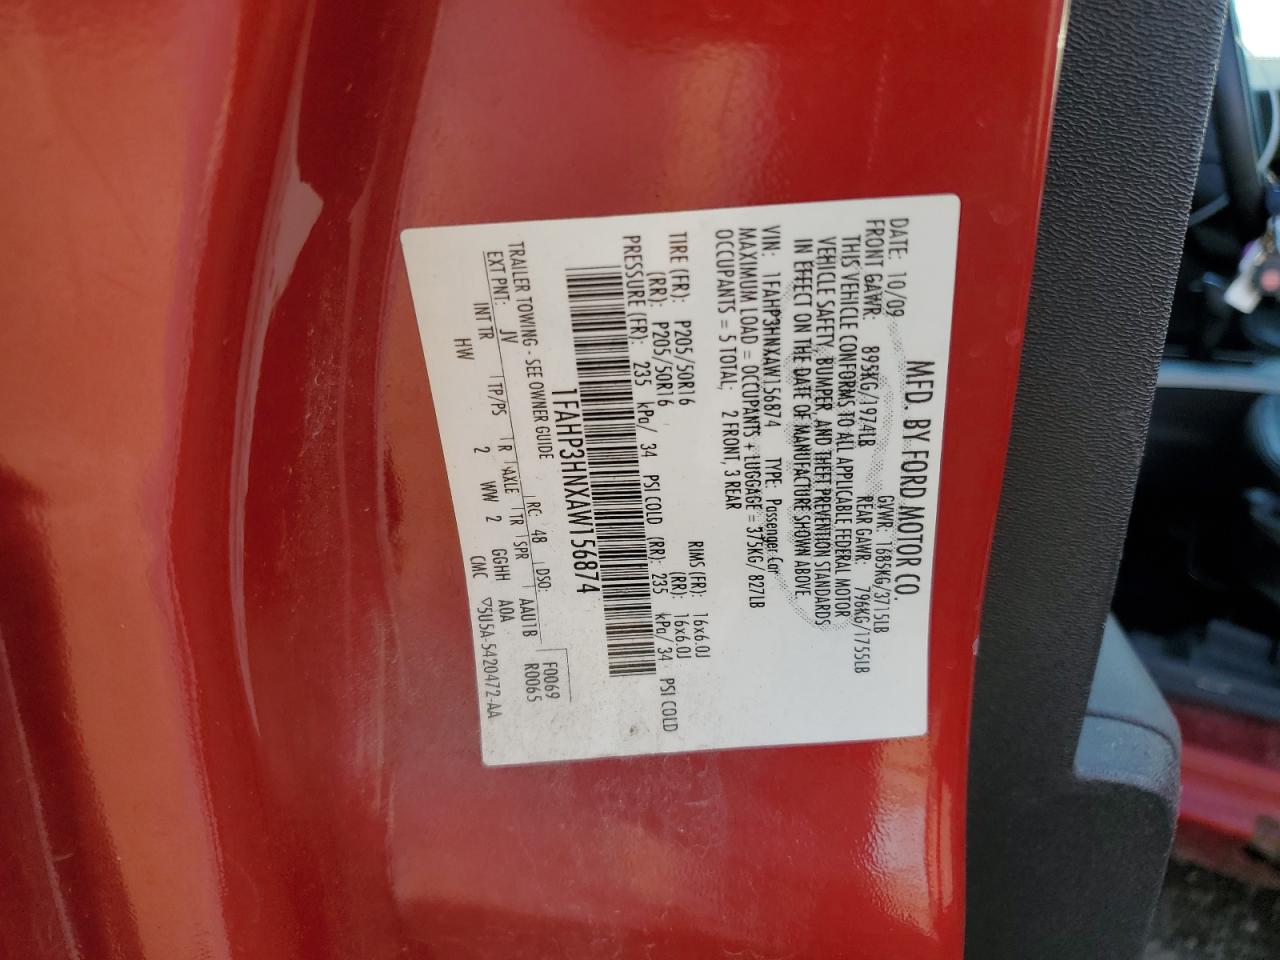 MFD. BY FORD MOTOR CO.
DATE: 10/09 GVWR: 1685KG/3715LB
FRONT GAWR: 895KG/1974LB REAR GAWR: 796KG/1755LB
THIS VEHICLE CONFORMS TO ALL APPLICABLE FEDERAL MOTOR
VEHICLE SAFETY, BUMPER, AND THEFT PREVENTION STANDARDS
IN EFFECT ON THE DATE OF MANUFACTURE SHOWN ABOVE.
VIN: 1FAHP3HNXAW156874 TYPE: Passenger Car
MAXIMUM LOAD = OCCUPANTS + LUGGAGE = 375KG / 827LB
OCCUPANTS = 5 TOTAL; 2 FRONT, 3 REAR
TIRE (FR): P205/50R16 RIMS (FR): 16x6.0J
(RR): P205/50R16 (RR): 16x6.0J
PRESSURE (FR): 235 kPa/ 34 PSI COLD (RR): 235 kPa/ 34 PSI COLD
1FAHP3HNXAW156874
F0069
R0065
TRAILER TOWING - SEE OWNER GUIDE RC: 48 DSO:
EXT PNT: JV AAU1B
INT TR TP/PS R AXLE TR SPR
HW 2 2 WW 2 GGHH A0A
CIMC ▽5U5A-5420472-AA